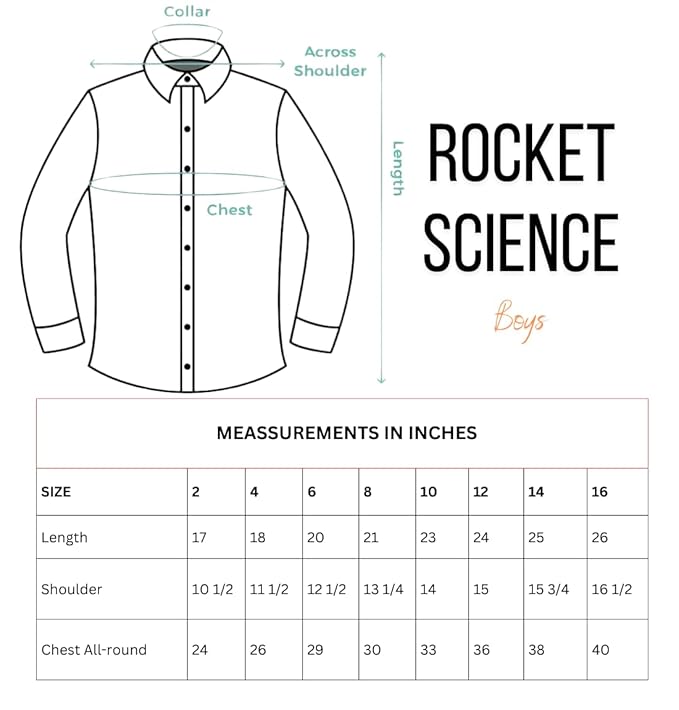 Collar
Across
Shoulder
Length
Chest
ROCKET
SCIENCE
Boys
MEASSUREMENTS IN INCHES
SIZE 2 4 6 8 10 12 14 16
Length 17 18 20 21 23 24 25 26
Shoulder 10 1/2 11 1/2 12 1/2 13 1/4 14 15 15 3/4 16 1/2
Chest All-round 24 26 29 30 33 36 38 40